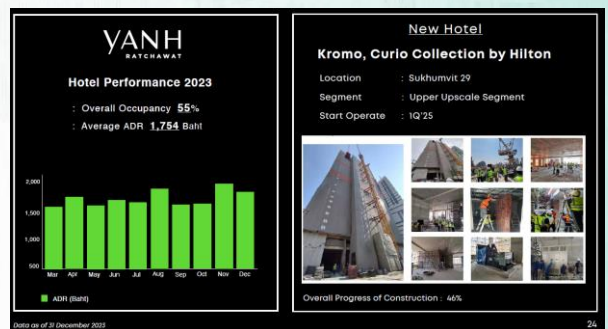 YANH
RATCHAWAT
Hotel Performance 2023
: Overall Occupancy 55%
: Average ADR 1,754 Baht
2,000
1,500
1,000
500
Mar Apr May Jun Jul Aug Sep Oct Nov Dec
ADR (Baht)
Data as of 31 December 2023
New Hotel
Kromo, Curio Collection by Hilton
Location : Sukhumvit 29
Segment : Upper Upscale Segment
Start Operate : 1Q'25
Overall Progress of Construction : 46%
24